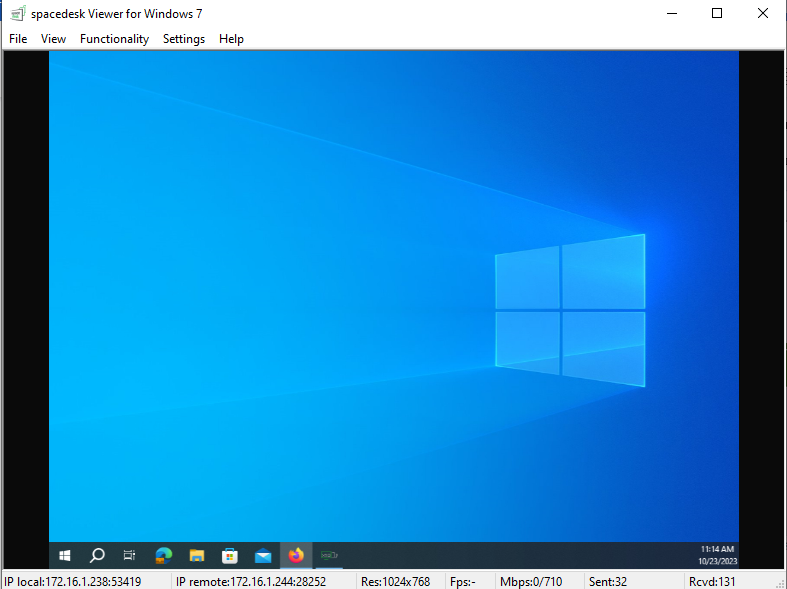 spacedesk Viewer for Windows 7
File View Functionality Settings Help
11:14 AM
10/23/2023
IP local:172.16.1.238:53419 IP remote:172.16.1.244:28252 Res:1024x768 Fps:- Mbps:0/710 Sent:32 Rcvd:131